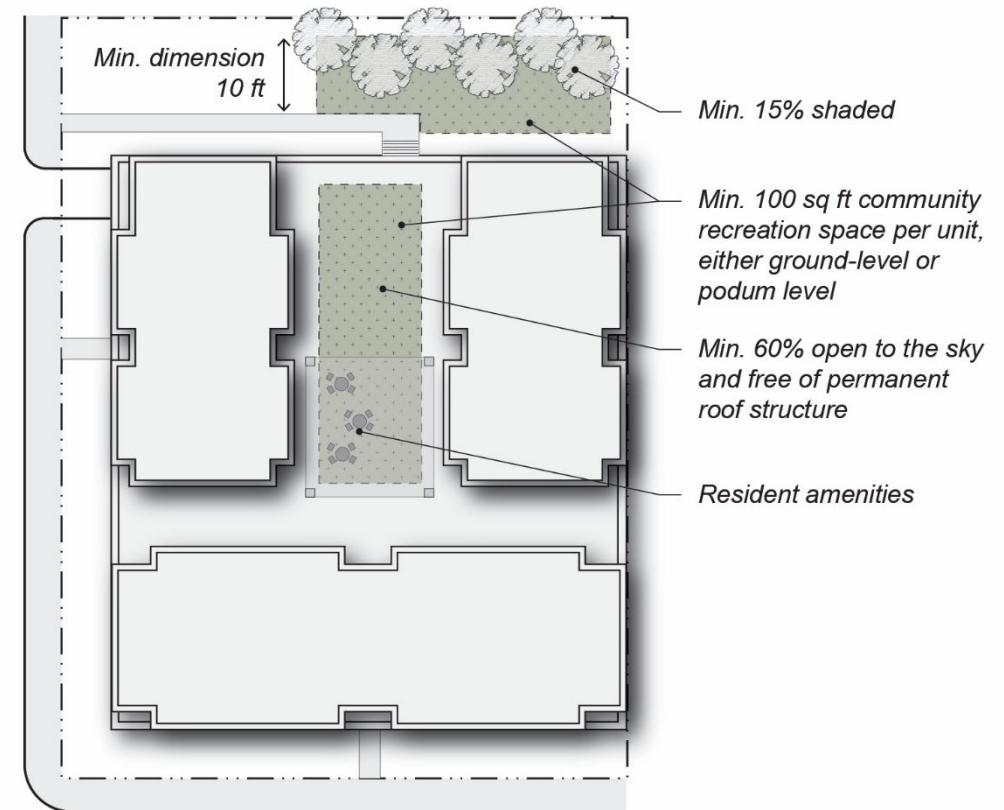 Min. dimension
10 ft
Min. 15% shaded
Min. 100 sq ft community
recreation space per unit,
either ground-level or
podum level
Min. 60% open to the sky
and free of permanent
roof structure
Resident amenities